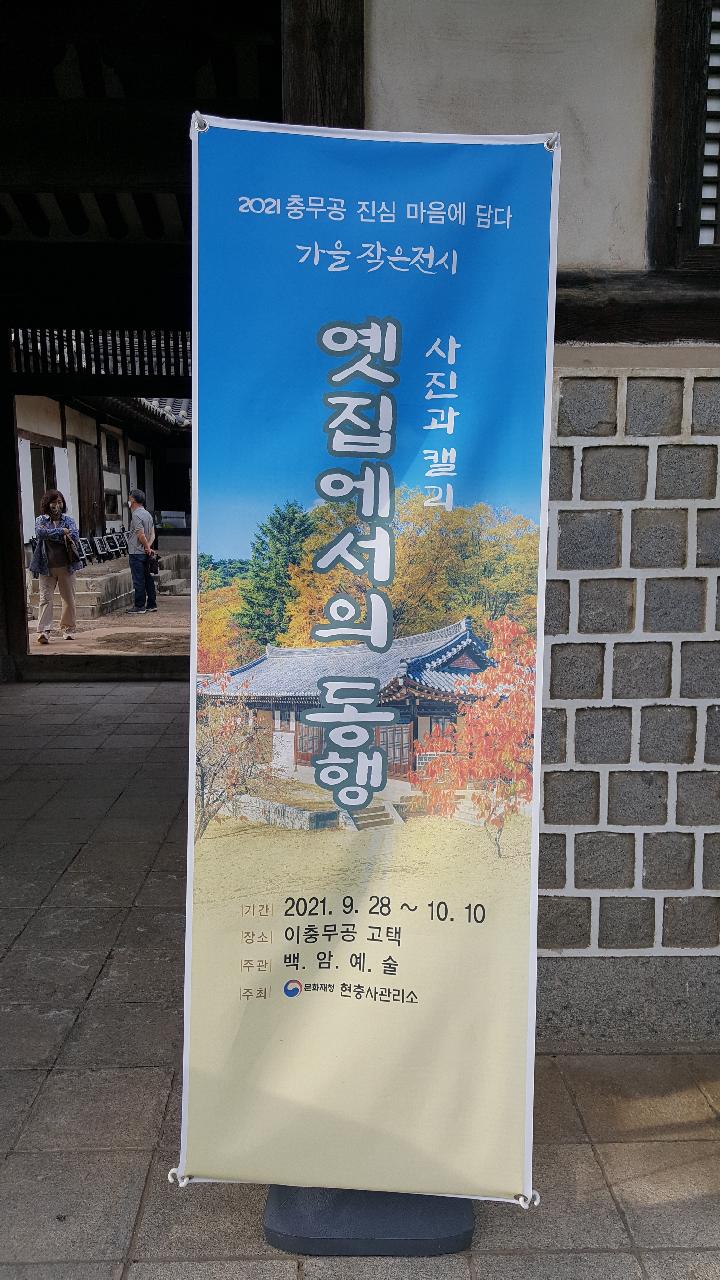 2021 충무공 진심 마음에 담다
가을 작은전시
사진과 캘리
옛집에서의 동행
|기간| 2021. 9. 28 ~ 10. 10
|장소| 이충무공 고택
|주관| 백. 암. 예. 술
|주최| 문화재청 현충사관리소